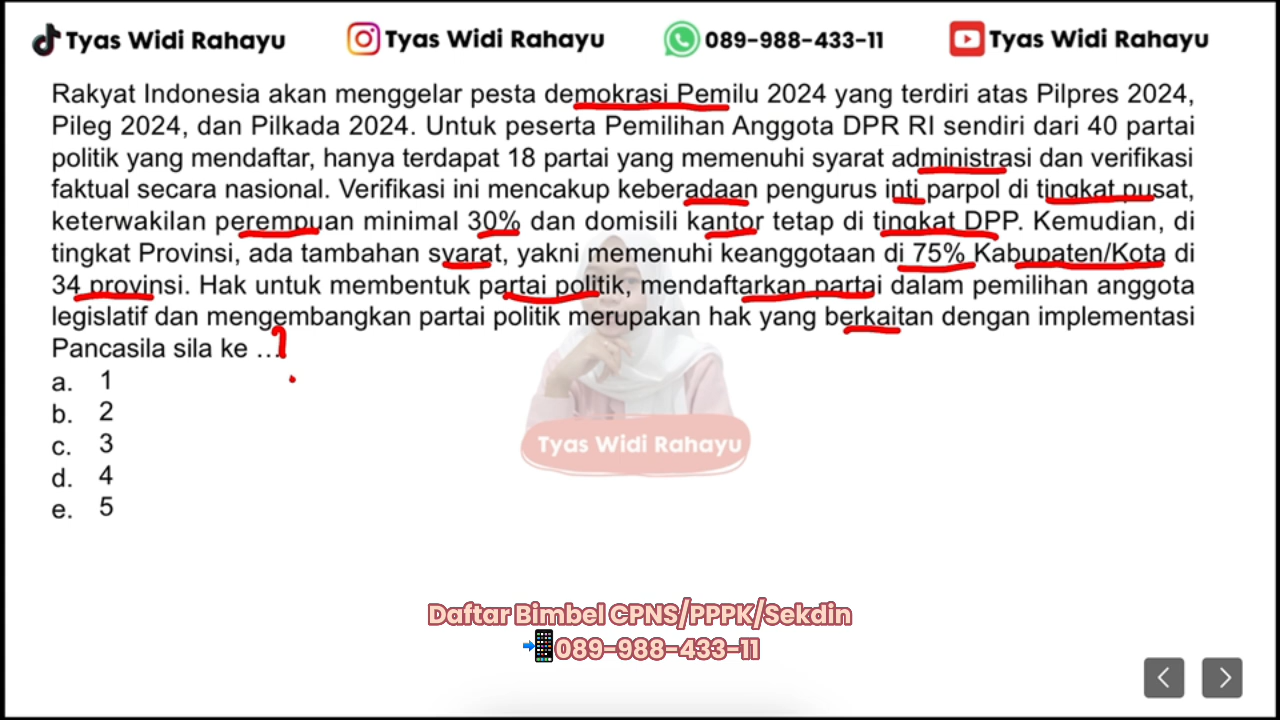 Tyas Widi Rahayu Tyas Widi Rahayu 089-988-433-11 Tyas Widi Rahayu
Rakyat Indonesia akan menggelar pesta demokrasi Pemilu 2024 yang terdiri atas Pilpres 2024,
Pileg 2024, dan Pilkada 2024. Untuk peserta Pemilihan Anggota DPR RI sendiri dari 40 partai
politik yang mendaftar, hanya terdapat 18 partai yang memenuhi syarat administrasi dan verifikasi
faktual secara nasional. Verifikasi ini mencakup keberadaan pengurus inti parpol di tingkat pusat,
keterwakilan perempuan minimal 30% dan domisili kantor tetap di tingkat DPP. Kemudian, di
tingkat Provinsi, ada tambahan syarat, yakni memenuhi keanggotaan di 75% Kabupaten/Kota di
34 provinsi. Hak untuk membentuk partai politik, mendaftarkan partai dalam pemilihan anggota
legislatif dan mengembangkan partai politik merupakan hak yang berkaitan dengan implementasi
Pancasila sila ke ...?
a. 1
b. 2
c. 3
d. 4
e. 5
Tyas Widi Rahayu
Daftar Bimbel CPNS/PPPK/Sekdin
089-988-433-11